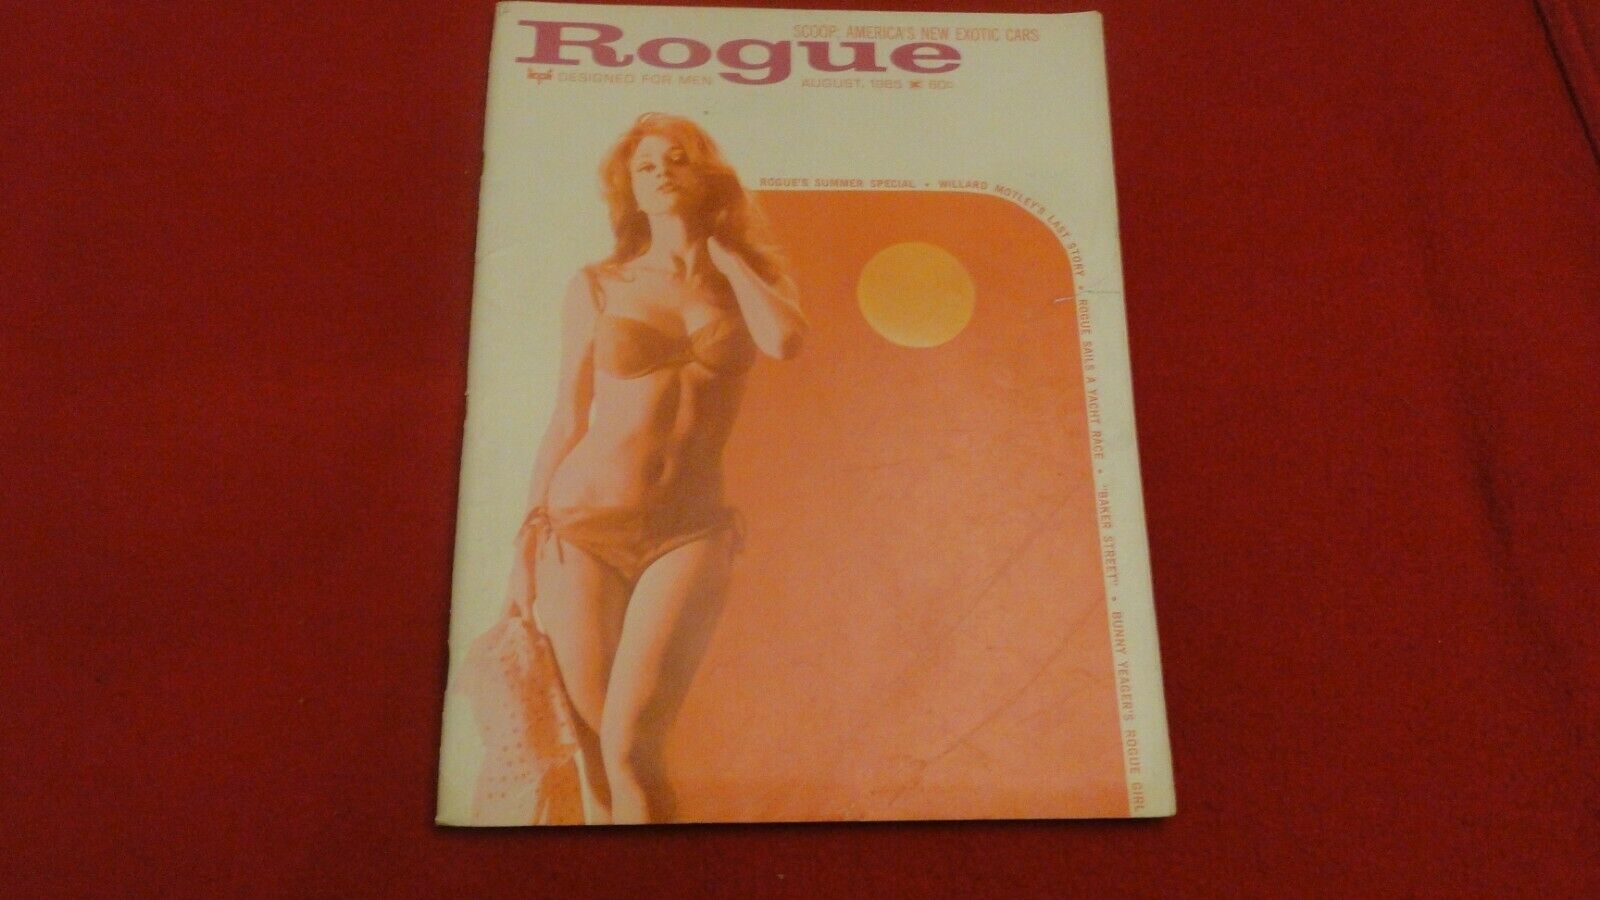 SCOOP: AMERICA'S NEW EXOTIC CARS
Rogue
DESIGNED FOR MEN
AUGUST, 1965 60¢
ROGUE'S SUMMER SPECIAL • WILLARD MOTLEY'S LAST STORY • ROGUE SAILS A YACHT RACE • "BAKER STREET" • BUNNY YEAGER'S ROGUE GIRL